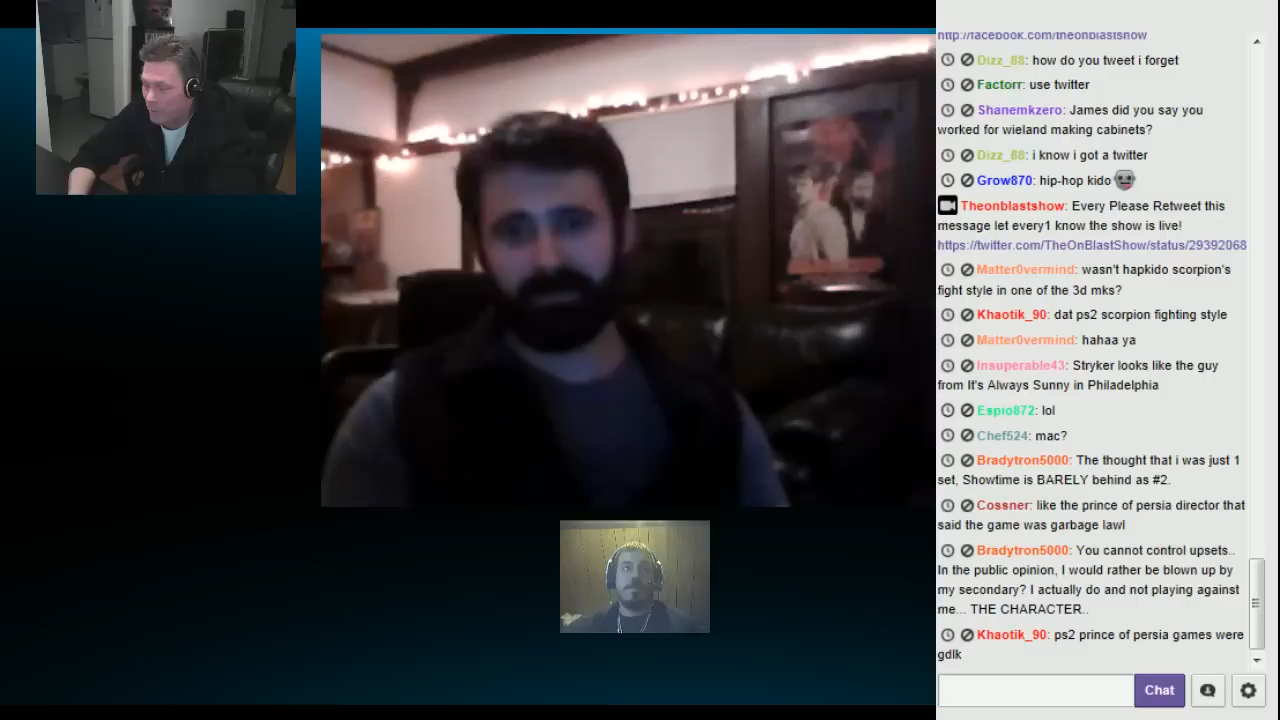 http://facebook.com/theonblastshow
Dizz_88: how do you tweet i forget
Factorr: use twitter
Shanemkzero: James did you say you
worked for wieland making cabinets?
Dizz_88: i know i got a twitter
Grow870: hip-hop kido
Theonblastshow: Every Please Retweet this
message let every1 know the show is live!
https://twitter.com/TheOnBlastShow/status/29392068
Matter0vermind: wasn't hapkido scorpion's
fight style in one of the 3d mks?
Khaotik_90: dat ps2 scorpion fighting style
Matter0vermind: hahaa ya
Insuperable43: Stryker looks like the guy
from It's Always Sunny in Philadelphia
Espio872: lol
Chef524: mac?
Bradytron5000: The thought that i was just 1
set, Showtime is BARELY behind as #2.
Cossner: like the prince of persia director that
said the game was garbage lawl
Bradytron5000: You cannot control upsets..
In the public opinion, I would rather be blown up by
my secondary? I actually do and not playing against
me... THE CHARACTER..
Khaotik_90: ps2 prince of persia games were
gdlk
Chat